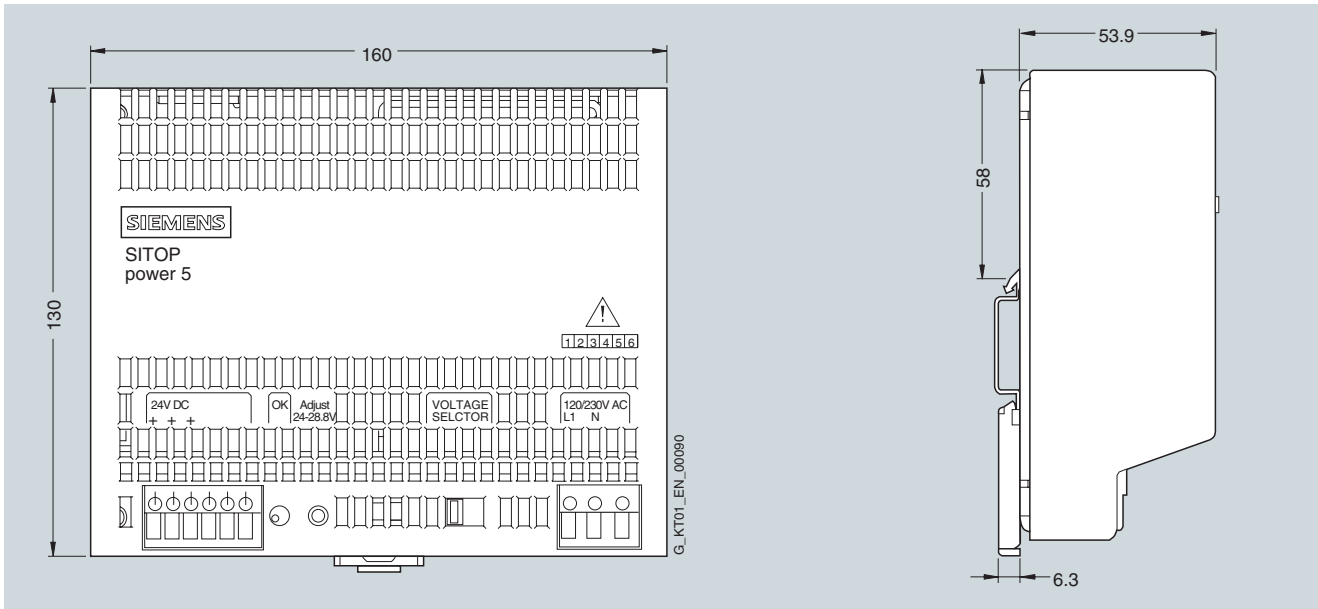 160
53.9
58
130
SIEMENS
SITOP
power 5
!
1 2 3 4 5 6
24V DC
+ + +
OK
Adjust
24-28.8V
VOLTAGE
SELCTOR
120/230V AC
L1 N
G_KT01_EN_00090
6.3